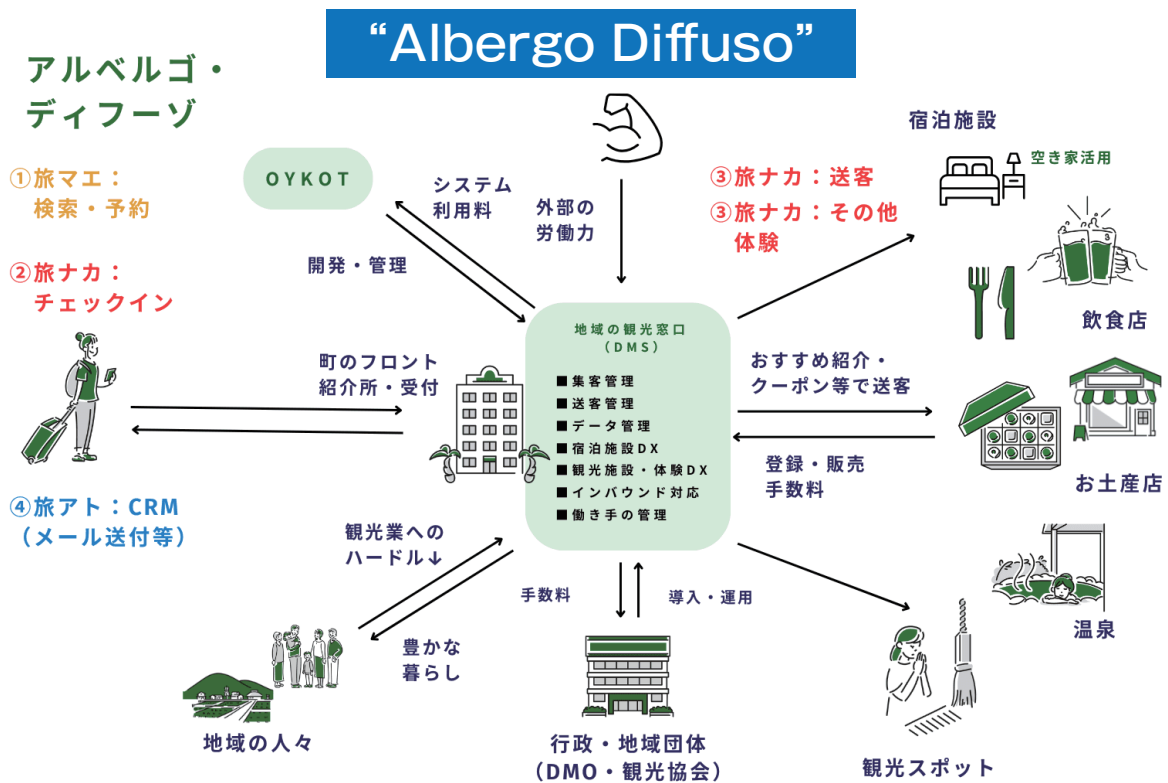 “Albergo Diffuso”
アルベルゴ・
ディフーゾ
①旅マエ：
検索・予約
②旅ナカ：
チェックイン
④旅アト：CRM
（メール送付等）
OYKOT
システム
利用料
開発・管理
外部の
労働力
③旅ナカ：送客
③旅ナカ：その他
体験
宿泊施設
空き家活用
飲食店
町のフロント
紹介所・受付
地域の観光窓口
（DMS）
■集客管理
■送客管理
■データ管理
■宿泊施設DX
■観光施設・体験DX
■インバウンド対応
■働き手の管理
おすすめ紹介・
クーポン等で送客
登録・販売
手数料
お土産店
温泉
観光スポット
観光業への
ハードル↓
豊かな
暮らし
地域の人々
手数料
導入・運用
行政・地域団体
（DMO・観光協会）